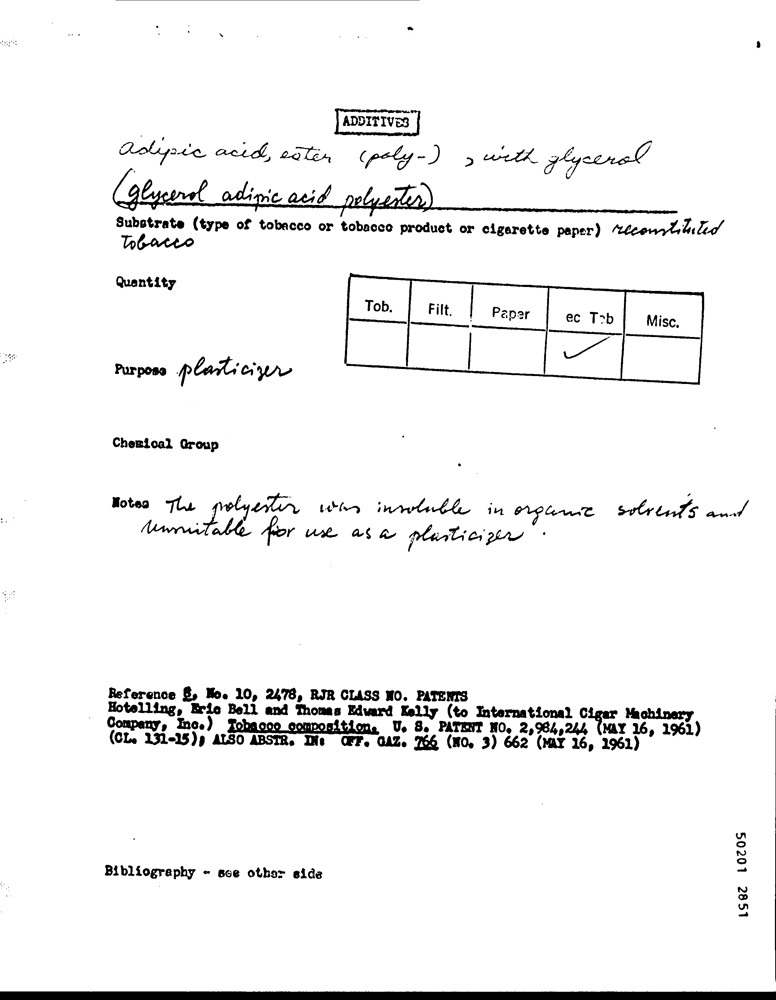 ADDITIVES
adipic acid, ester (poly-), with glycerol
(glycerol adipic acid polyester)
Substrate (type of tobacco or tobacco product or cigarette paper) reconstituted
Tobacco
Quantity
Tob. Filt. Paper ec Tob Misc.
✓
Purpose plasticizer
Chemical Group
Notes The polyester was insoluble in organic solvents and
unsuitable for use as a plasticizer.
Reference No. 10, 2478, RJR CLASS NO. PATENTS
Hotelling, Eric Bell and Thomas Edward Kelly (to International Cigar Machinery
Company, Inc.) Tobacco composition. U. S. PATENT NO. 2,984,244 (MAY 16, 1961)
(CL. 131-15); ALSO ABSTR. IN: OFF. GAZ. 766 (NO. 3) 662 (MAY 16, 1961)
Bibliography - see other side
50201 2851